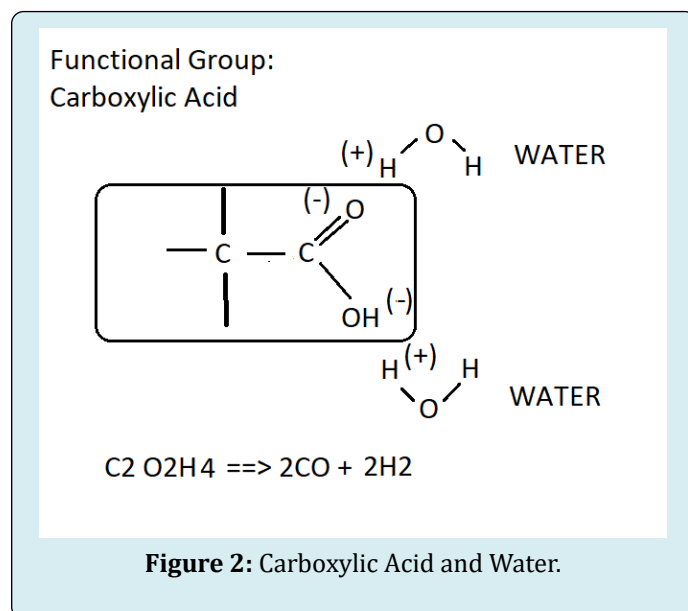 Functional Group:
Carboxylic Acid
O
(+) H H WATER
(-) O
C C
OH (-)
H (+) H
O WATER
C2 O2H4 ==> 2CO + 2H2
Figure 2: Carboxylic Acid and Water.